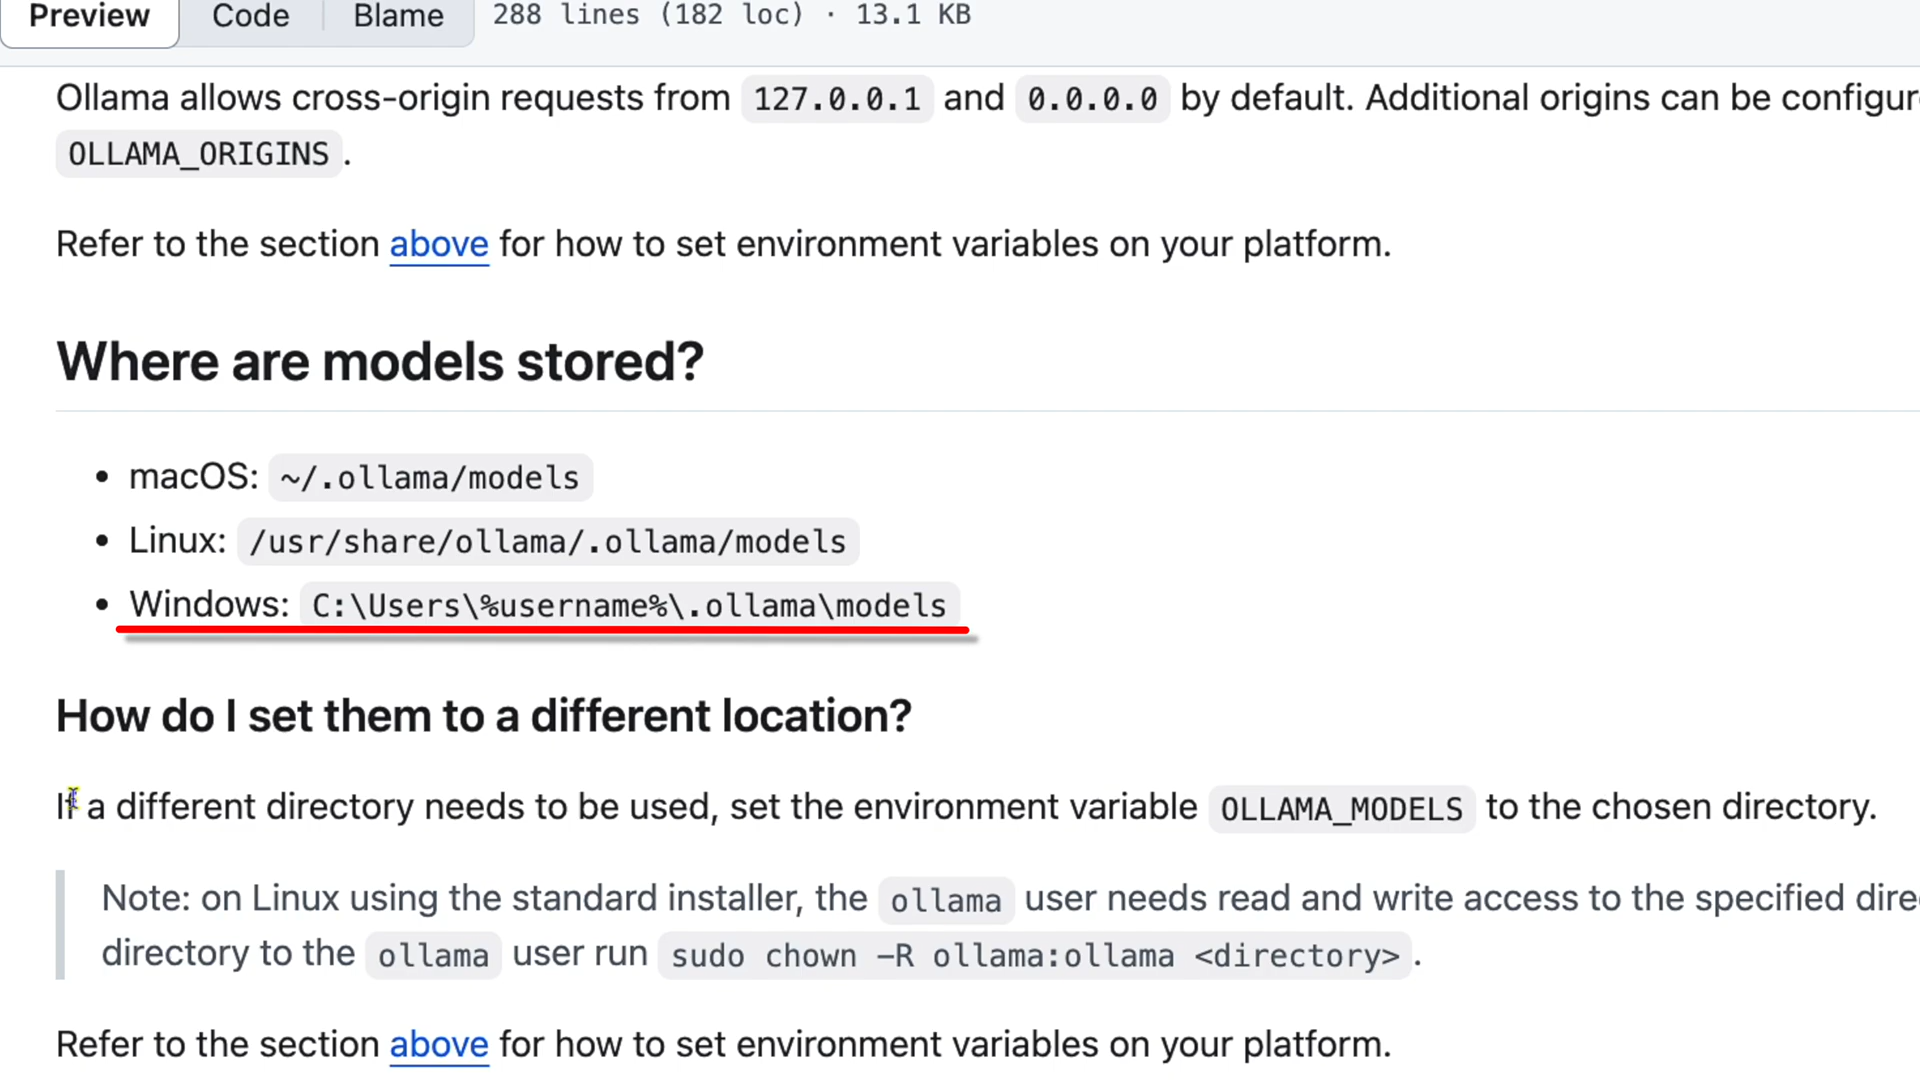 Preview Code Blame 288 lines (182 loc) · 13.1 KB
Ollama allows cross-origin requests from 127.0.0.1 and 0.0.0.0 by default. Additional origins can be configur
OLLAMA_ORIGINS .
Refer to the section above for how to set environment variables on your platform.
Where are models stored?
• macOS: ~/.ollama/models
• Linux: /usr/share/ollama/.ollama/models
• Windows: C:\Users\%username%\.ollama\models
How do I set them to a different location?
If a different directory needs to be used, set the environment variable OLLAMA_MODELS to the chosen directory.
Note: on Linux using the standard installer, the ollama user needs read and write access to the specified dire
directory to the ollama user run sudo chown -R ollama:ollama <directory> .
Refer to the section above for how to set environment variables on your platform.